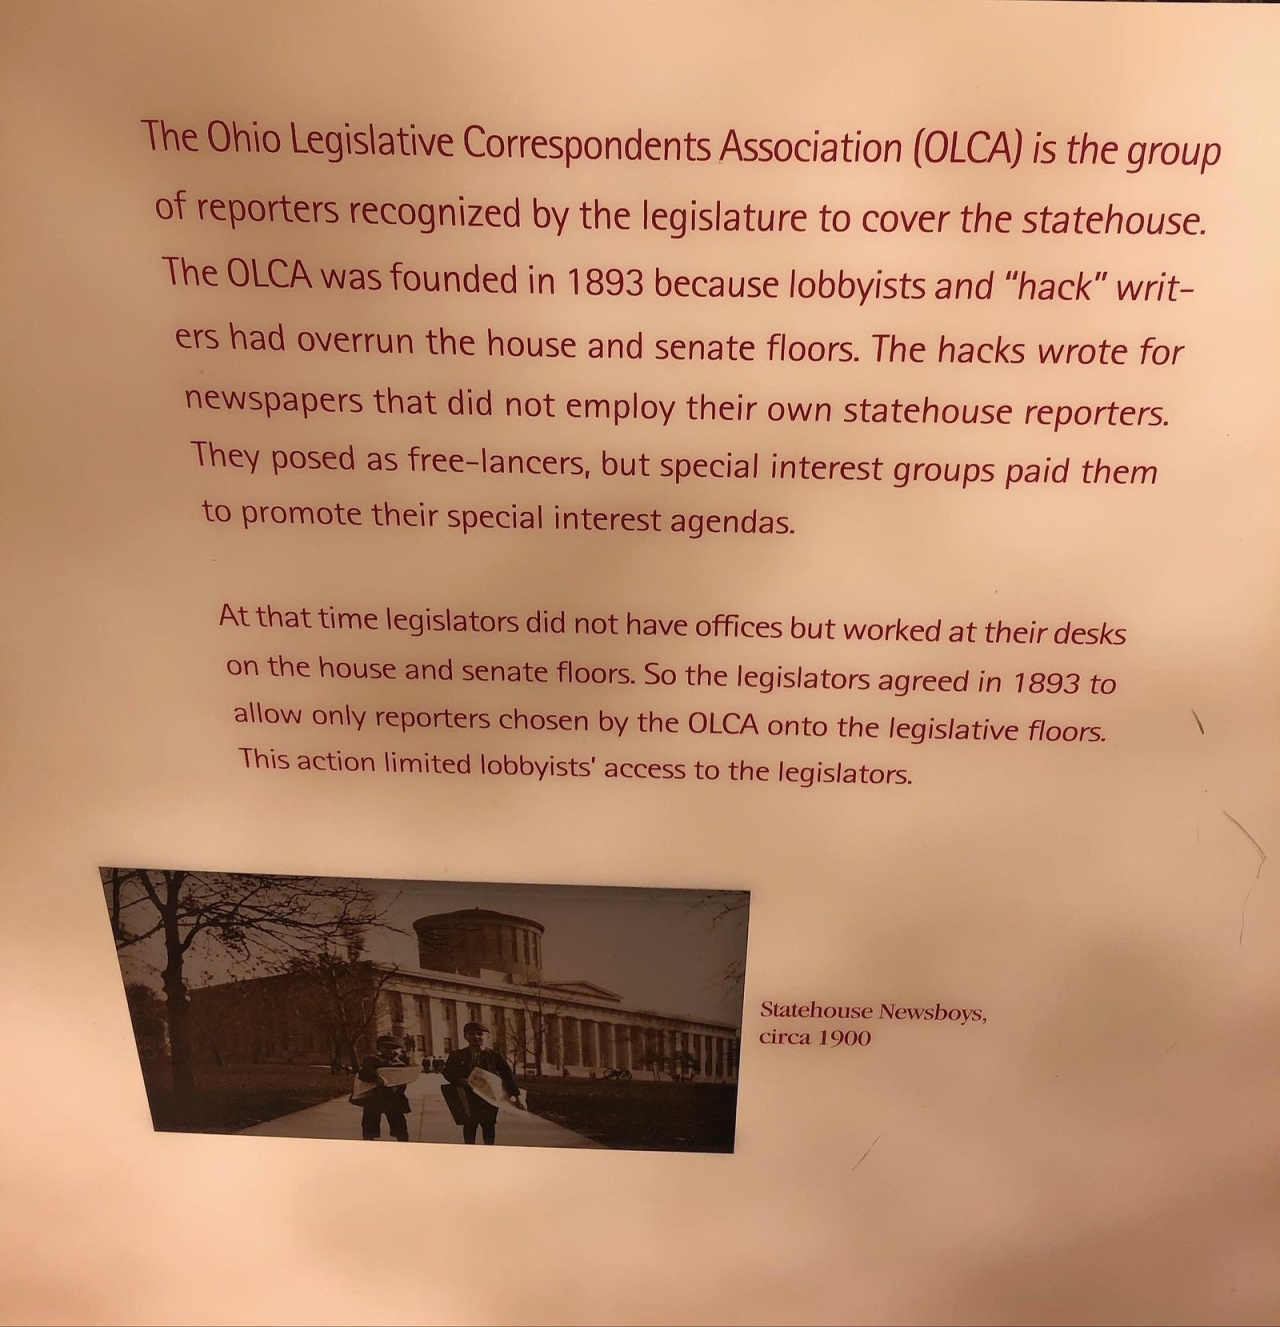 The Ohio Legislative Correspondents Association (OLCA) is the group
of reporters recognized by the legislature to cover the statehouse.
The OLCA was founded in 1893 because lobbyists and "hack" writ-
ers had overrun the house and senate floors. The hacks wrote for
newspapers that did not employ their own statehouse reporters.
They posed as free-lancers, but special interest groups paid them
to promote their special interest agendas.
At that time legislators did not have offices but worked at their desks
on the house and senate floors. So the legislators agreed in 1893 to
allow only reporters chosen by the OLCA onto the legislative floors.
This action limited lobbyists' access to the legislators.
Statehouse Newsboys,
circa 1900